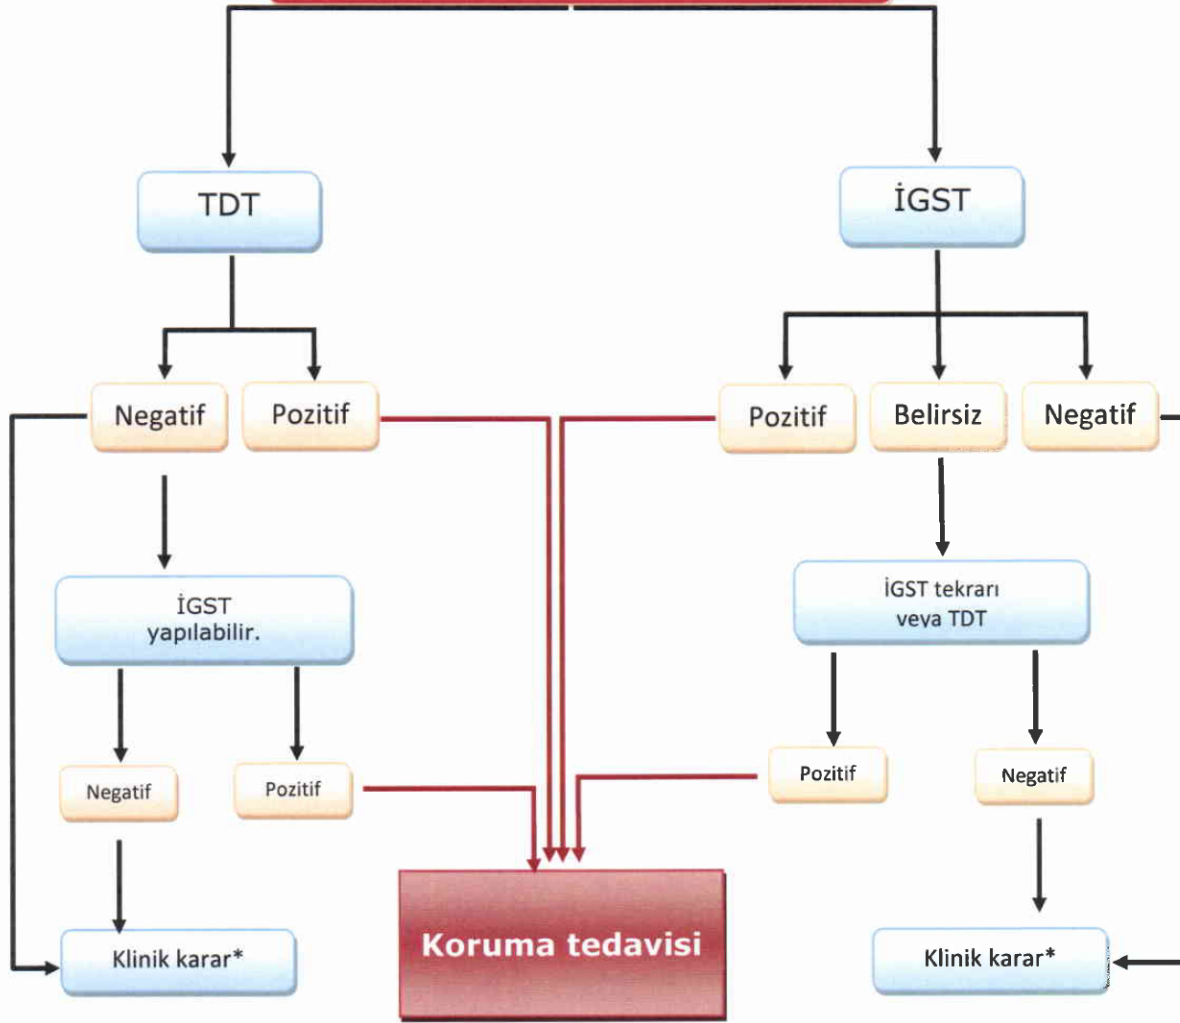 TDT
İGST
Negatif
Pozitif
Pozitif
Belirsiz
Negatif
İGST
yapılabilir.
İGST tekrarı
veya TDT
Negatif
Pozitif
Pozitif
Negatif
Klinik karar*
Koruma tedavisi
Klinik karar*